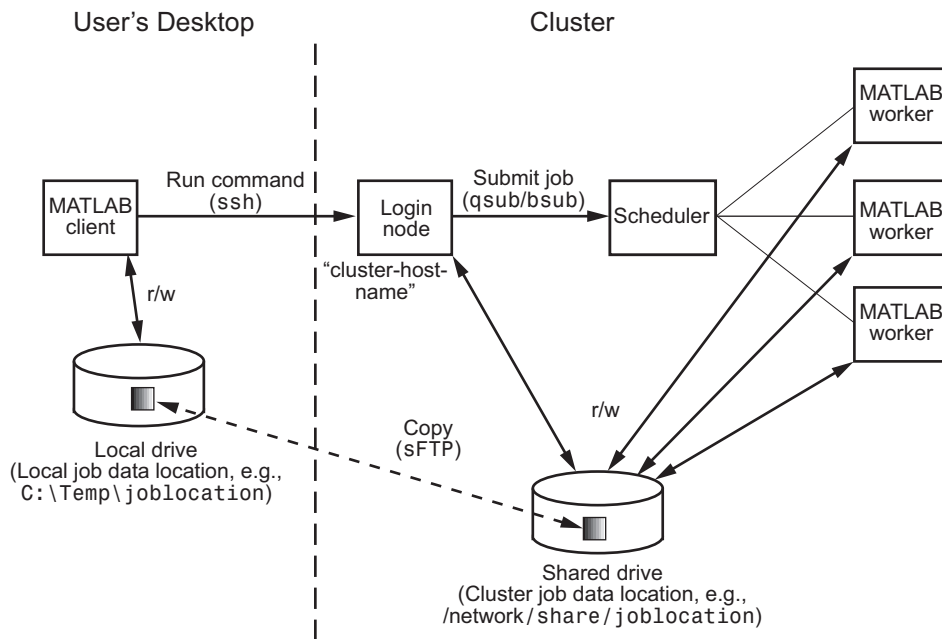 User's Desktop
Cluster
MATLAB
worker
Run command
(ssh)
Submit job
(qsub/bsub)
MATLAB
client
Login
node
Scheduler
MATLAB
worker
“cluster-host-
name”
r/w
MATLAB
worker
r/w
Copy
(sFTP)
Local drive
(Local job data location, e.g.,
C:\Temp\joblocation)
Shared drive
(Cluster job data location, e.g.,
/network/share/joblocation)